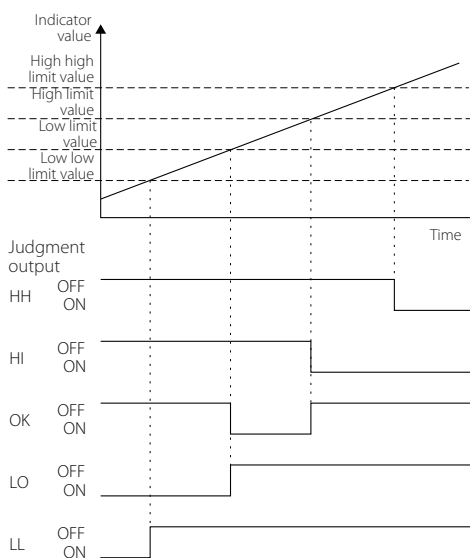 Indicator
value
High high
limit value
High limit
value
Low limit
value
Low low
limit value
Time
Judgment
output
HH OFF
ON
HI OFF
ON
OK OFF
ON
LO OFF
ON
LL OFF
ON